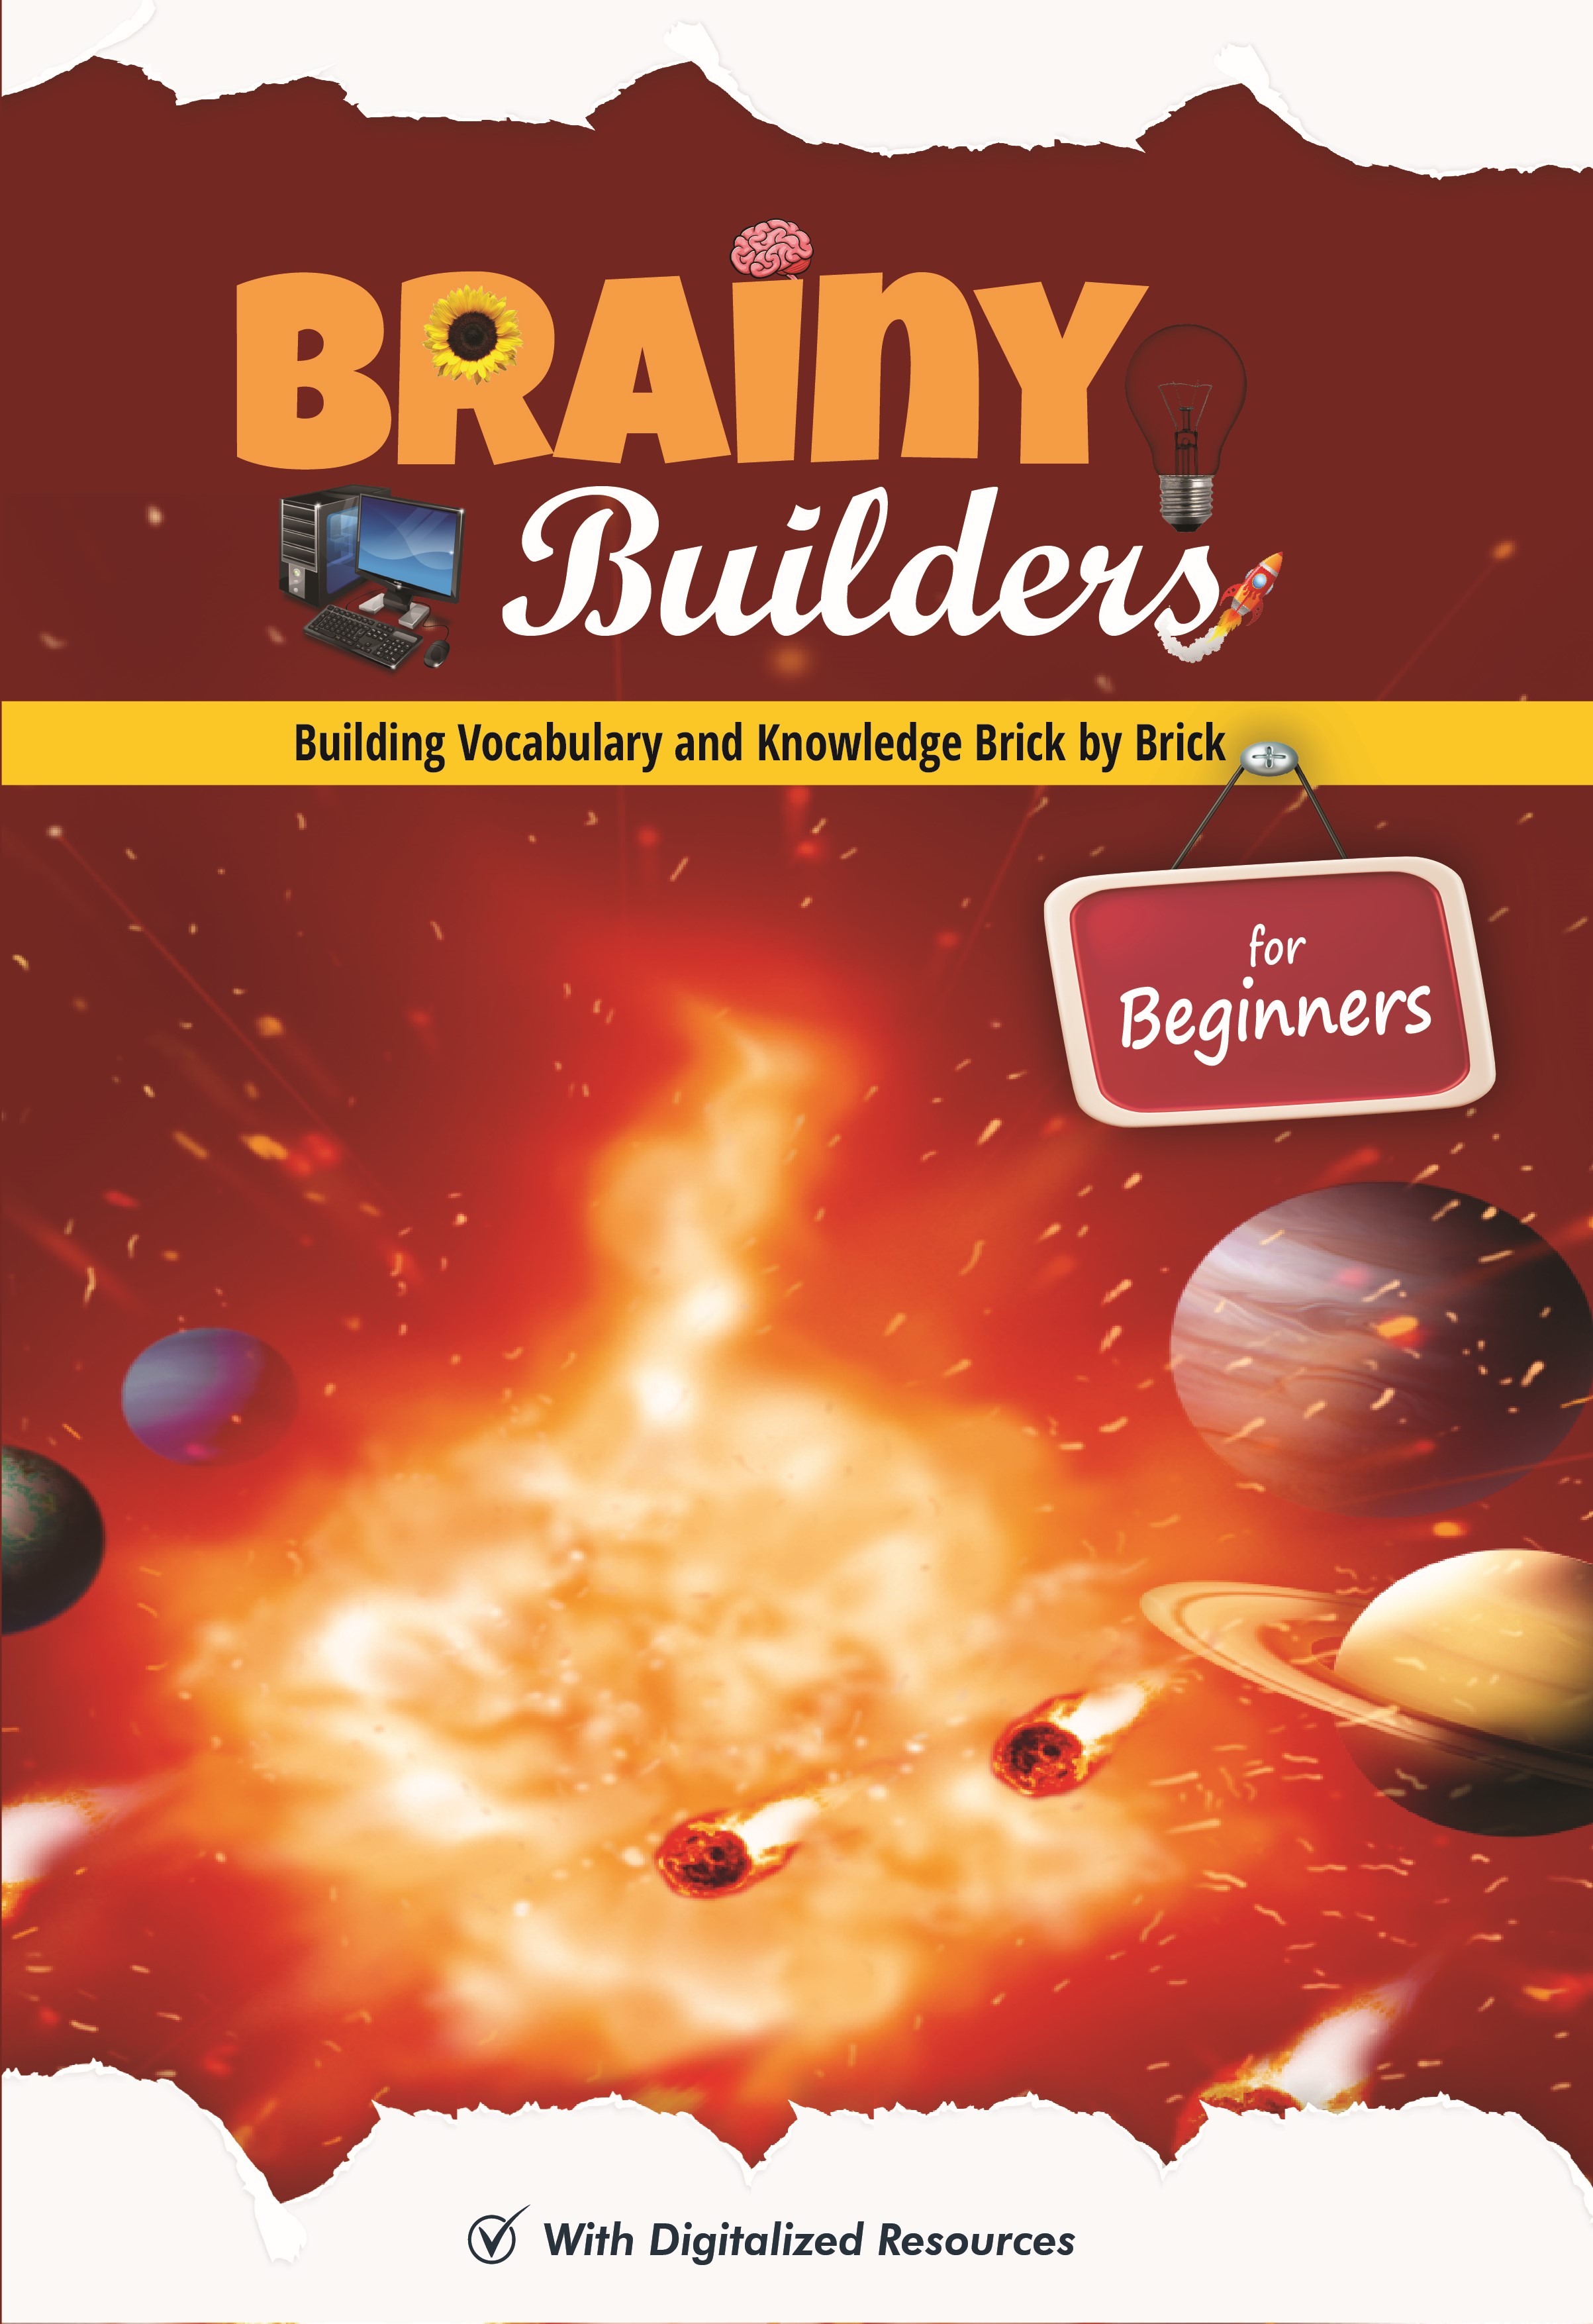 BRAiNY
Builders
Building Vocabulary and Knowledge Brick by Brick
for
Beginners
With Digitalized Resources